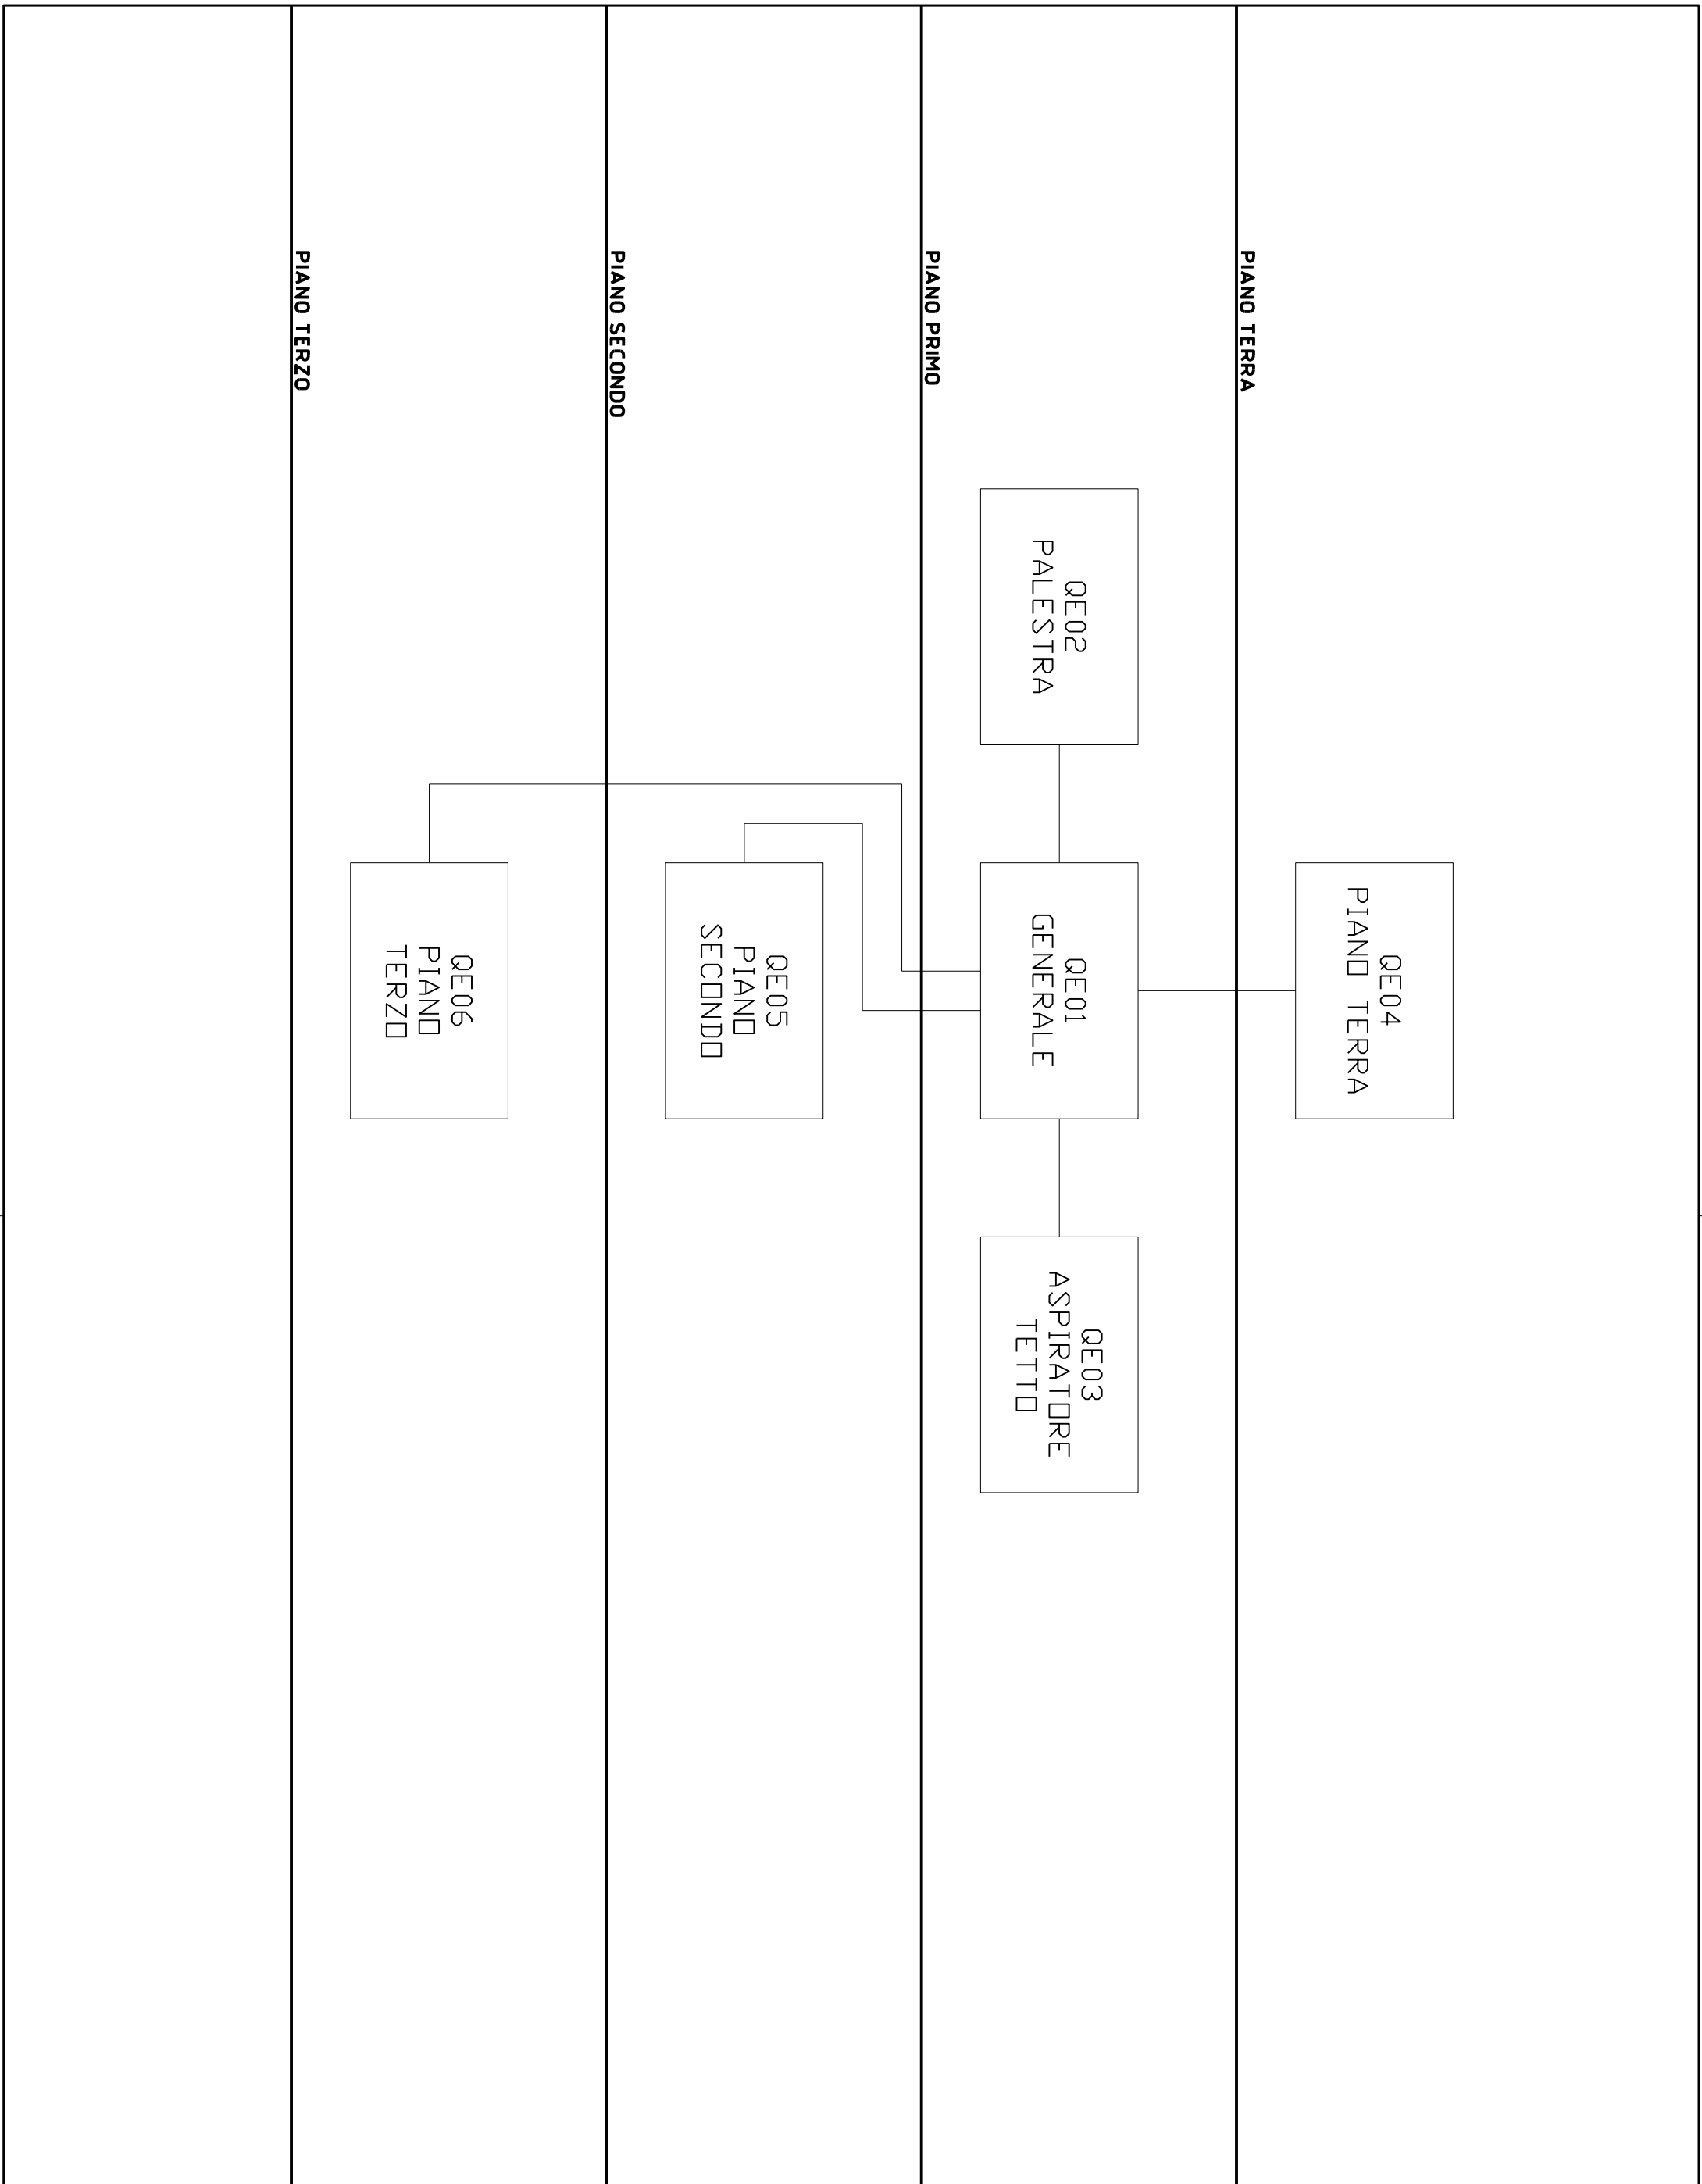 QE04
PIANO TERRA
PIANO TERRA
QE02
PALESTRA
QE01
GENERALE
QE03
ASPIRATORE
TETTO
PIANO PRIMO
QE05
PIANO
SECONDO
PIANO SECONDO
QE06
PIANO
TERZO
PIANO TERZO